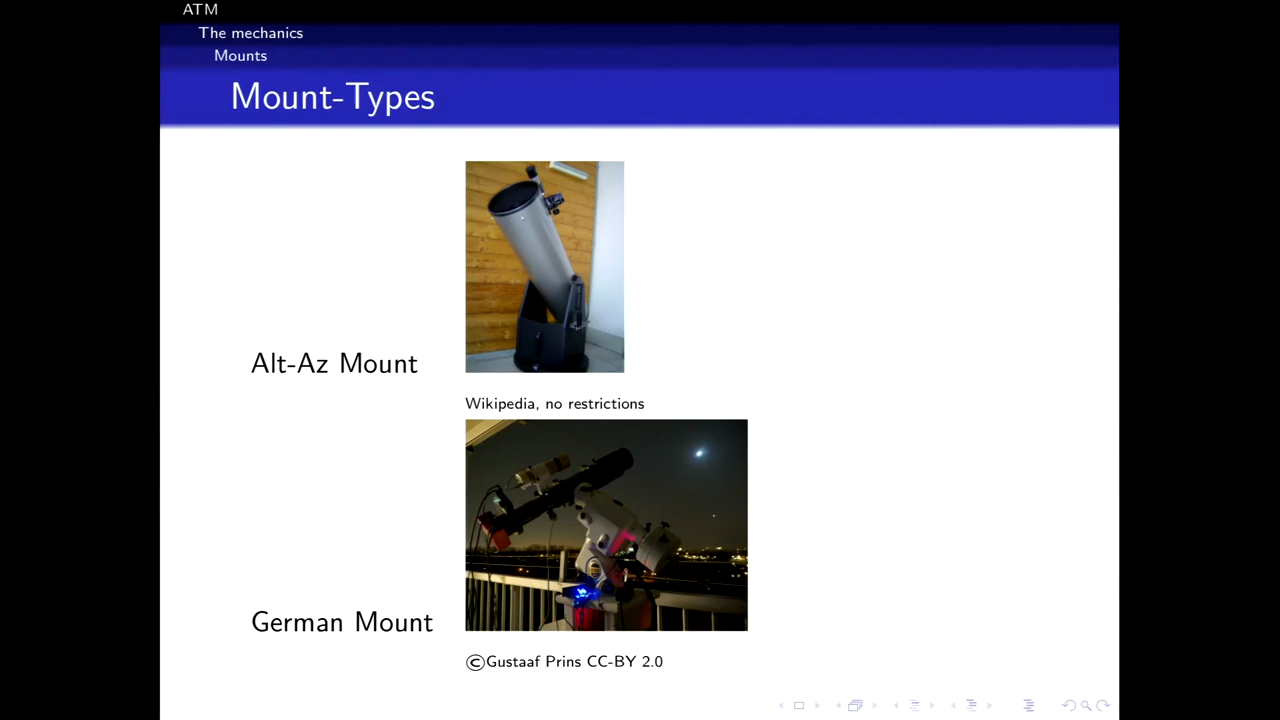 ATM
The mechanics
Mounts
Mount-Types
Alt-Az Mount
Wikipedia, no restrictions
German Mount
©Gustaaf Prins CC-BY 2.0